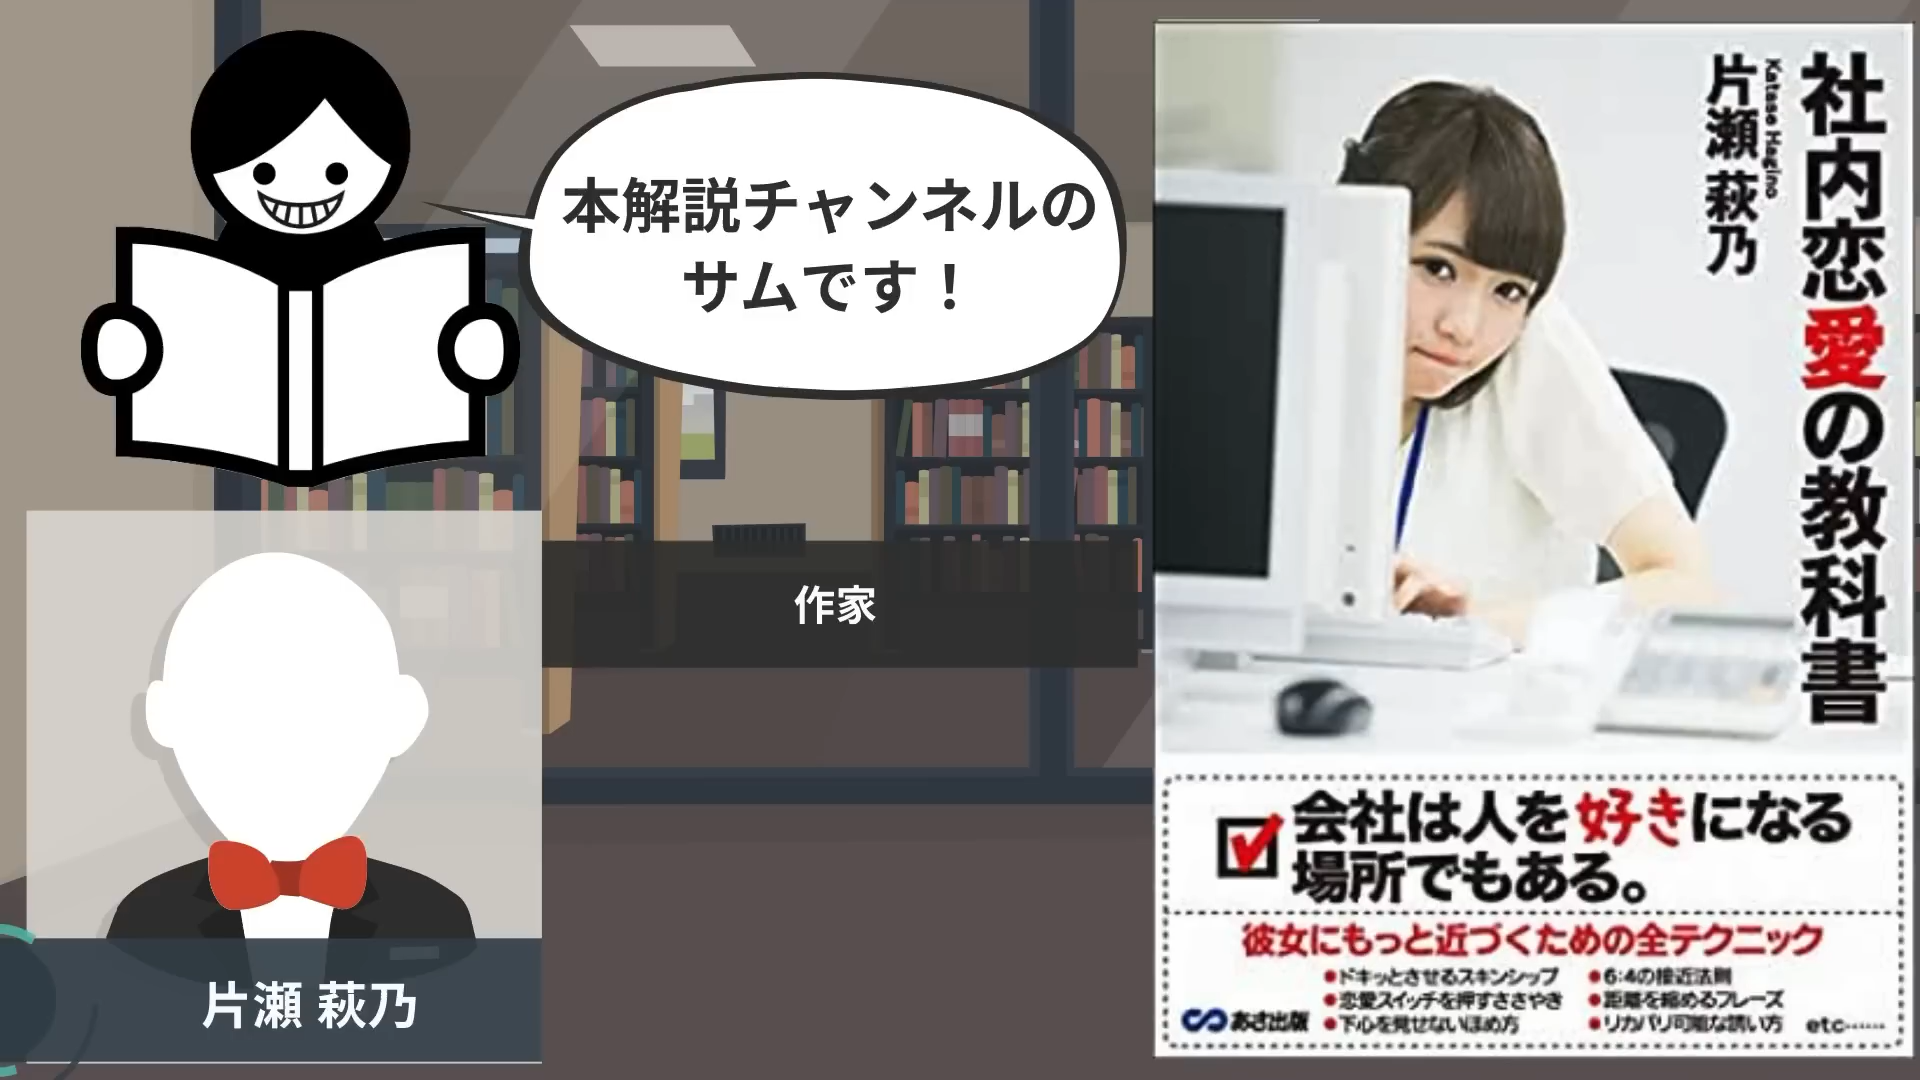 本解説チャンネルの
サムです！
作家
片瀬 萩乃
社内恋愛の教科書
片瀬 萩乃
Katase Hagino
会社は人を好きになる
場所でもある。
彼女にもっと近づくための全テクニック
●ドキッとさせるスキンシップ
●恋愛スイッチを押すささやき
●下心を見せないほめ方
●6:4の接近法則
●距離を縮めるフレーズ
●リカバリ可能な誘い方
etc……
あさ出版